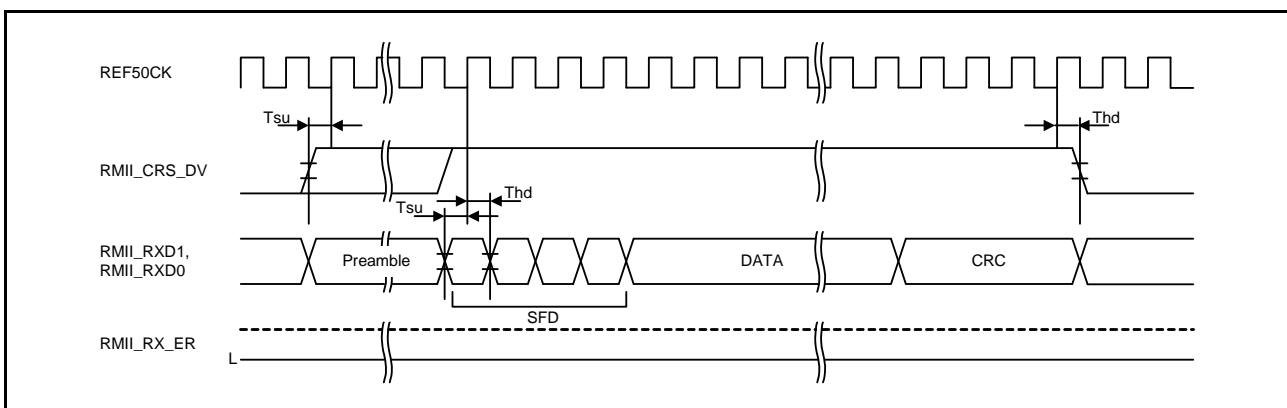 REF50CK
Tsu
Thd
RMII_CRS_DV
Thd
Tsu
RMII_RXD1,
RMII_RXD0
Preamble
DATA
CRC
SFD
RMII_RX_ER
L